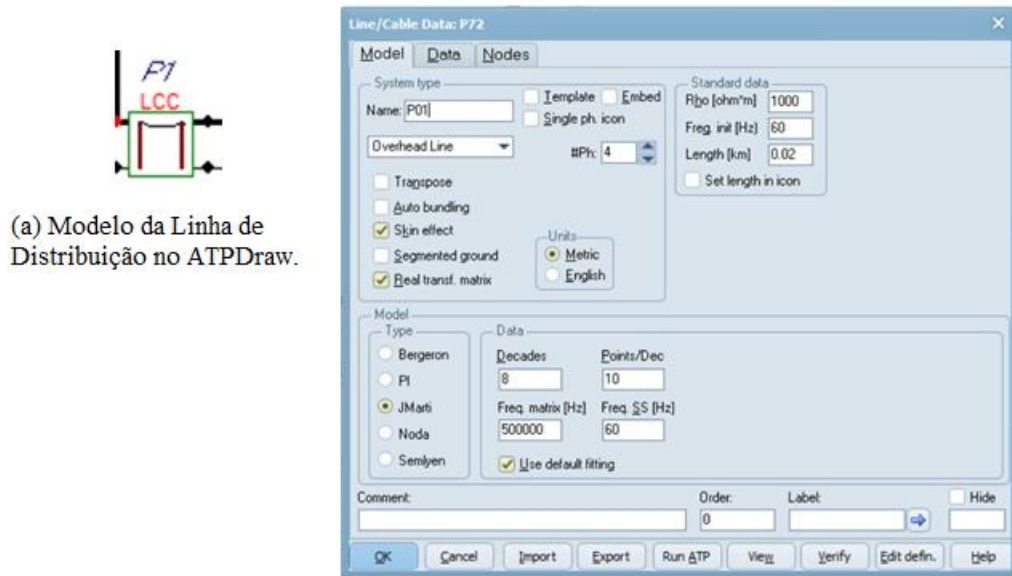 P1
LCC
(a) Modelo da Linha de
Distribuição no ATPDraw.
Line/Cable Data: P72
Model Data Nodes
System type
Name: P01
Template Embed
Single ph. icon
Overhead Line
#Ph: 4
Transpose
Auto bundling
Skin effect
Segmented ground
Real transf. matrix
Units
Metric
English
Standard data
Rho [ohm*m] 1000
Freq. init [Hz] 60
Length [km] 0.02
Set length in icon
Model
Type
Bergeron
PI
JMarti
Noda
Semlyen
Data
Decades Points/Dec
8 10
Freq. matrix [Hz] Freq. SS [Hz]
500000 60
Use default fitting
Comment: Order: Label: Hide
0
OK Cancel Import Export Run ATP View Verify Edit defin. Help